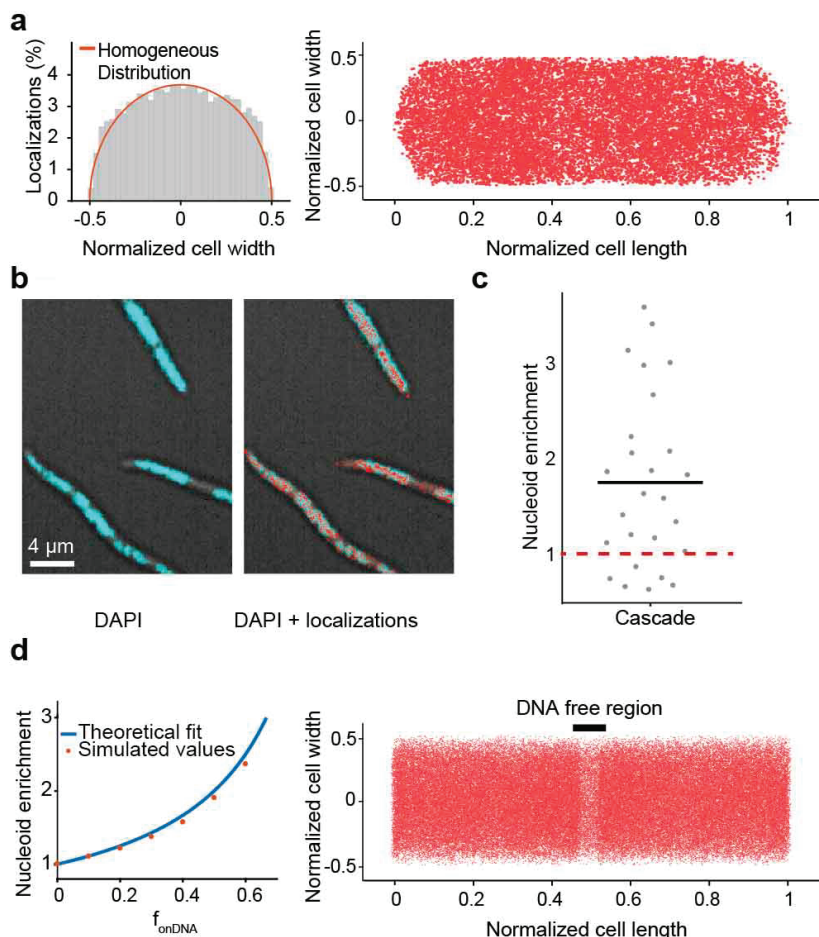 a
Localizations (%)
Homogeneous
Distribution
4
3
2
1
0
-0.5
0
0.5
Normalized cell width
Normalized cell width
0.5
0
-0.5
0
0.2
0.4
0.6
0.8
1
Normalized cell length
b
4 µm
DAPI
DAPI + localizations
c
Nucleoid enrichment
3
2
1
Cascade
d
Nucleoid enrichment
3
2
1
Theoretical fit
Simulated values
0
0.2
0.4
0.6
fonDNA
DNA free region
Normalized cell width
0.5
0
-0.5
0
0.2
0.4
0.6
0.8
1
Normalized cell length